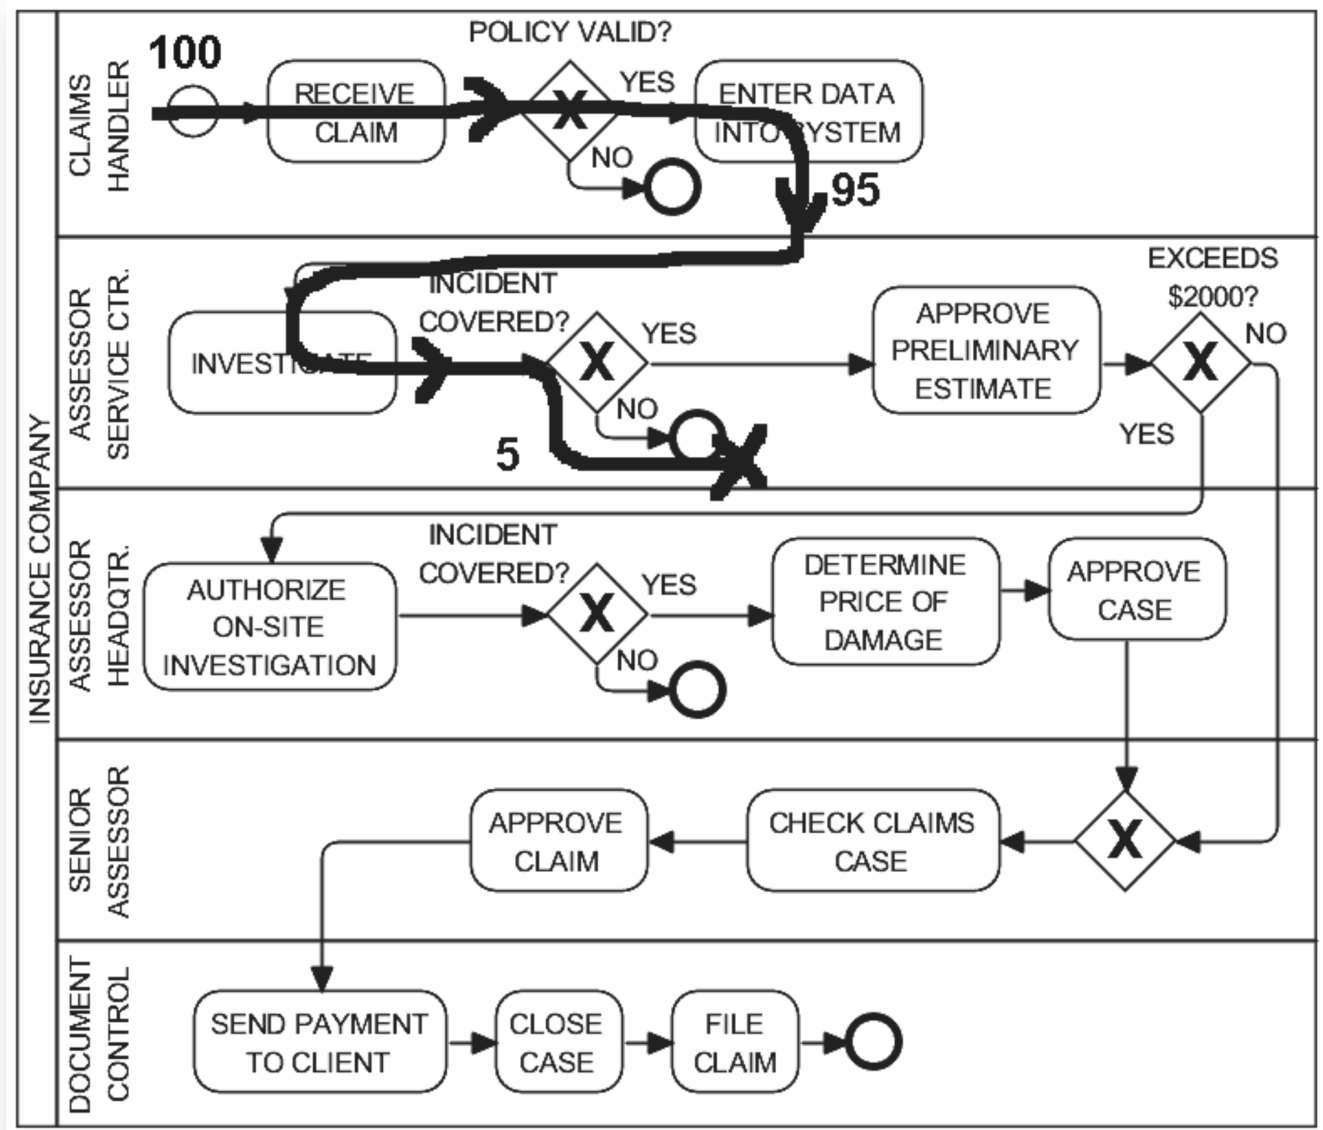 INSURANCE COMPANY
CLAIMS
HANDLER
100
RECEIVE
CLAIM
POLICY VALID?
X
YES
NO
ENTER DATA
INTO SYSTEM
95
ASSESSOR
SERVICE CTR.
INVESTIGATE
INCIDENT
COVERED?
X
YES
NO
5
APPROVE
PRELIMINARY
ESTIMATE
EXCEEDS
$2000?
X
NO
YES
ASSESSOR
HEADQTR.
AUTHORIZE
ON-SITE
INVESTIGATION
INCIDENT
COVERED?
X
YES
NO
DETERMINE
PRICE OF
DAMAGE
APPROVE
CASE
SENIOR
ASSESSOR
APPROVE
CLAIM
CHECK CLAIMS
CASE
X
DOCUMENT
CONTROL
SEND PAYMENT
TO CLIENT
CLOSE
CASE
FILE
CLAIM